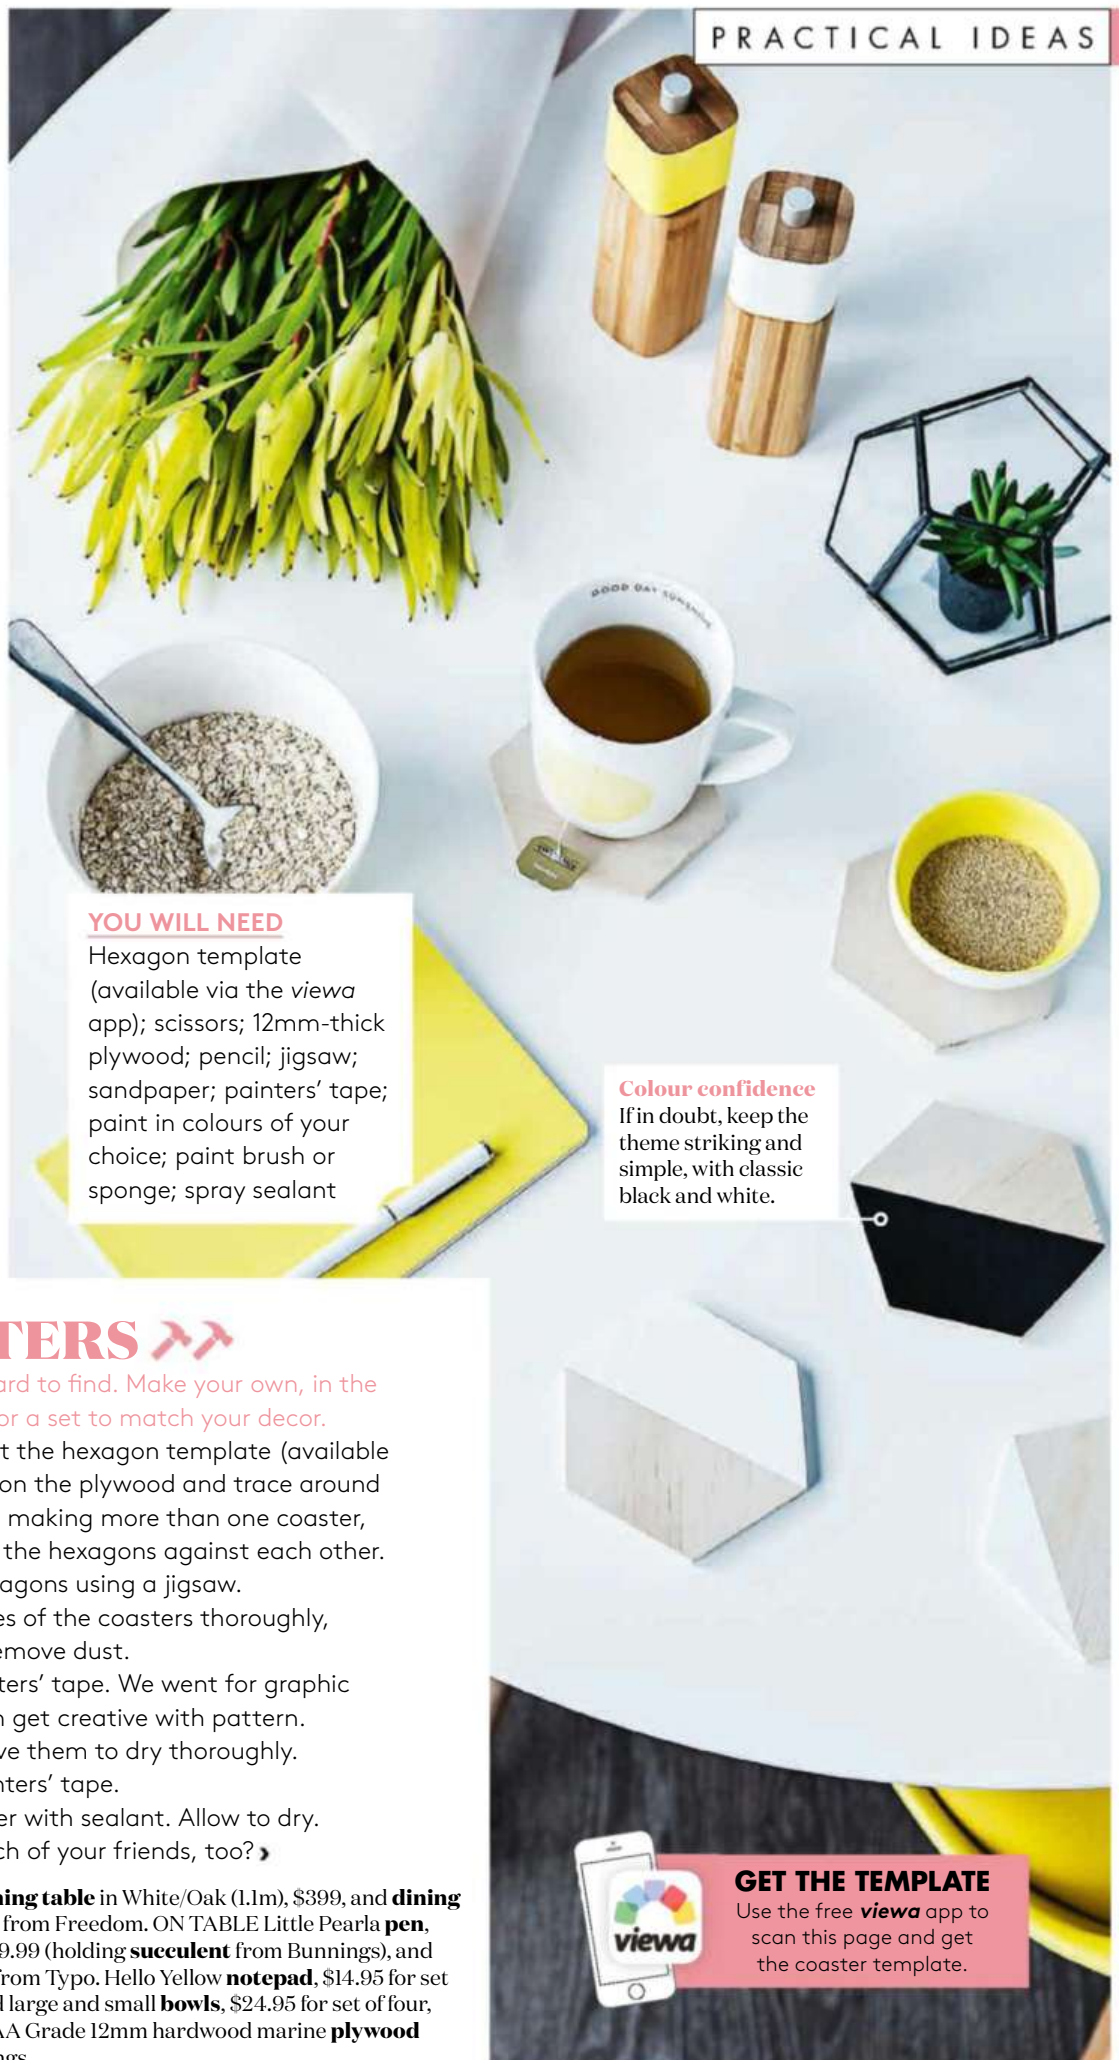 PRACTICAL IDEAS
GOOD DAY SUNSHINE
YOU WILL NEED
Hexagon template
(available via the viewa
app); scissors; 12mm-thick
plywood; pencil; jigsaw;
sandpaper; painters’ tape;
paint in colours of your
choice; paint brush or
sponge; spray sealant
Colour confidence
If in doubt, keep the
theme striking and
simple, with classic
black and white.
TERS
ard to find. Make your own, in the
or a set to match your decor.
t the hexagon template (available
on the plywood and trace around
making more than one coaster,
the hexagons against each other.
agons using a jigsaw.
es of the coasters thoroughly,
emove dust.
ters’ tape. We went for graphic
n get creative with pattern.
ve them to dry thoroughly.
nters’ tape.
er with sealant. Allow to dry.
ch of your friends, too?
ning table in White/Oak (1.1m), $399, and dining
from Freedom. ON TABLE Little Pearla pen,
9.99 (holding succulent from Bunnings), and
from Typo. Hello Yellow notepad, $14.95 for set
d large and small bowls, $24.95 for set of four,
AA Grade 12mm hardwood marine plywood
ngs.
viewa
GET THE TEMPLATE
Use the free viewa app to
scan this page and get
the coaster template.